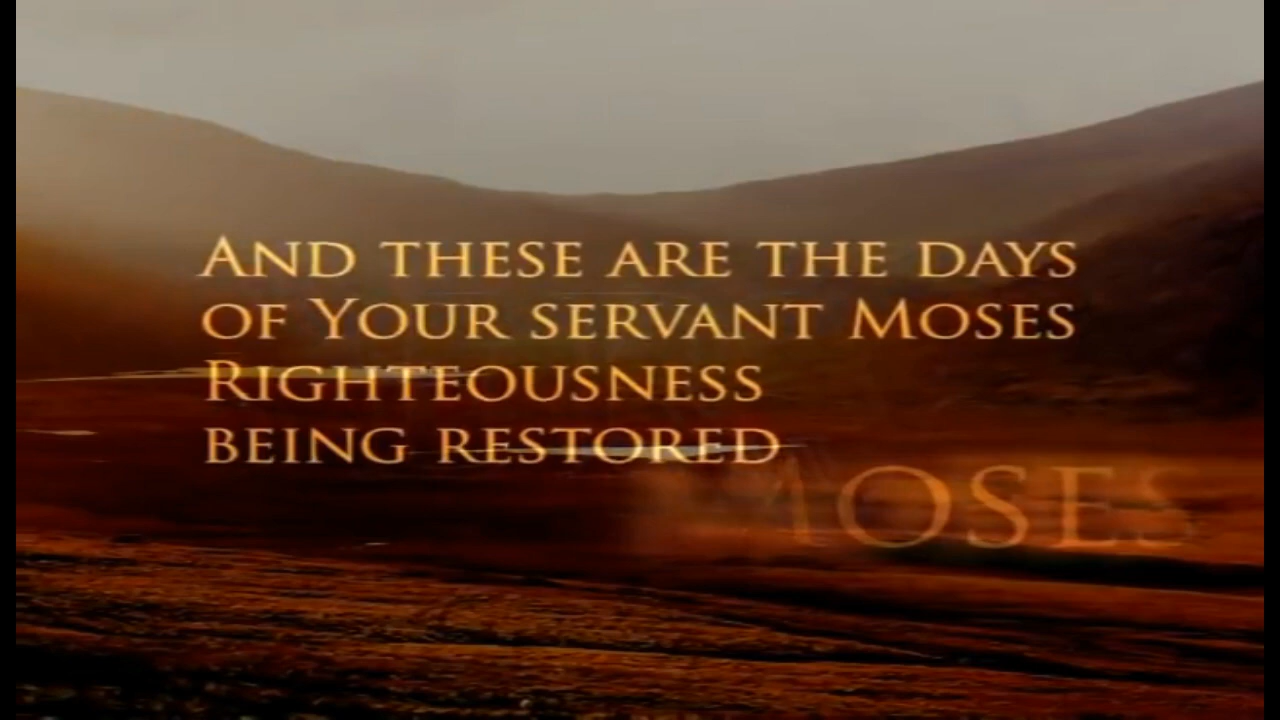 And these are the days
of Your servant Moses
Righteousness
being restored
Moses